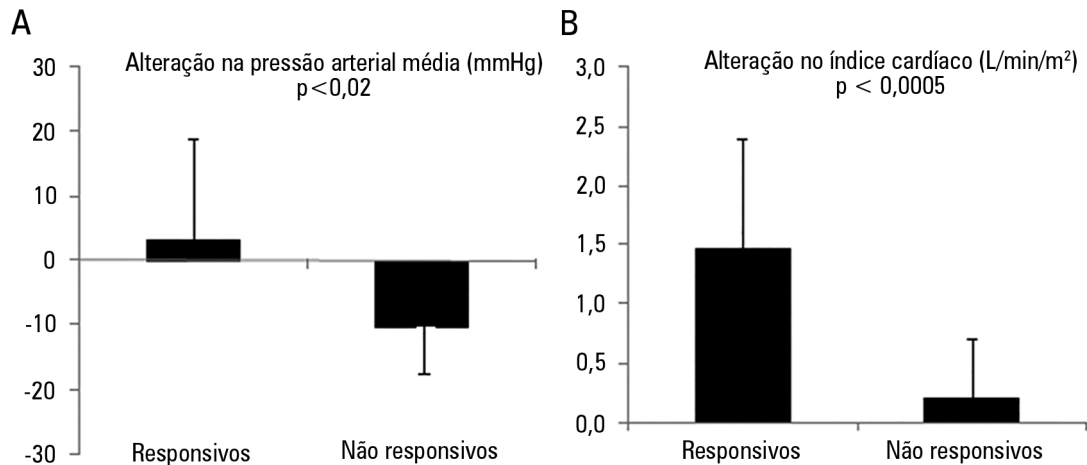 A
Alteração na pressão arterial média (mmHg)
p<0,02
30
20
10
0
-10
-20
-30
Responsivos
Não responsivos
B
Alteração no índice cardíaco (L/min/m²)
p < 0,0005
3,0
2,5
2,0
1,5
1,0
0,5
0,0
Responsivos
Não responsivos